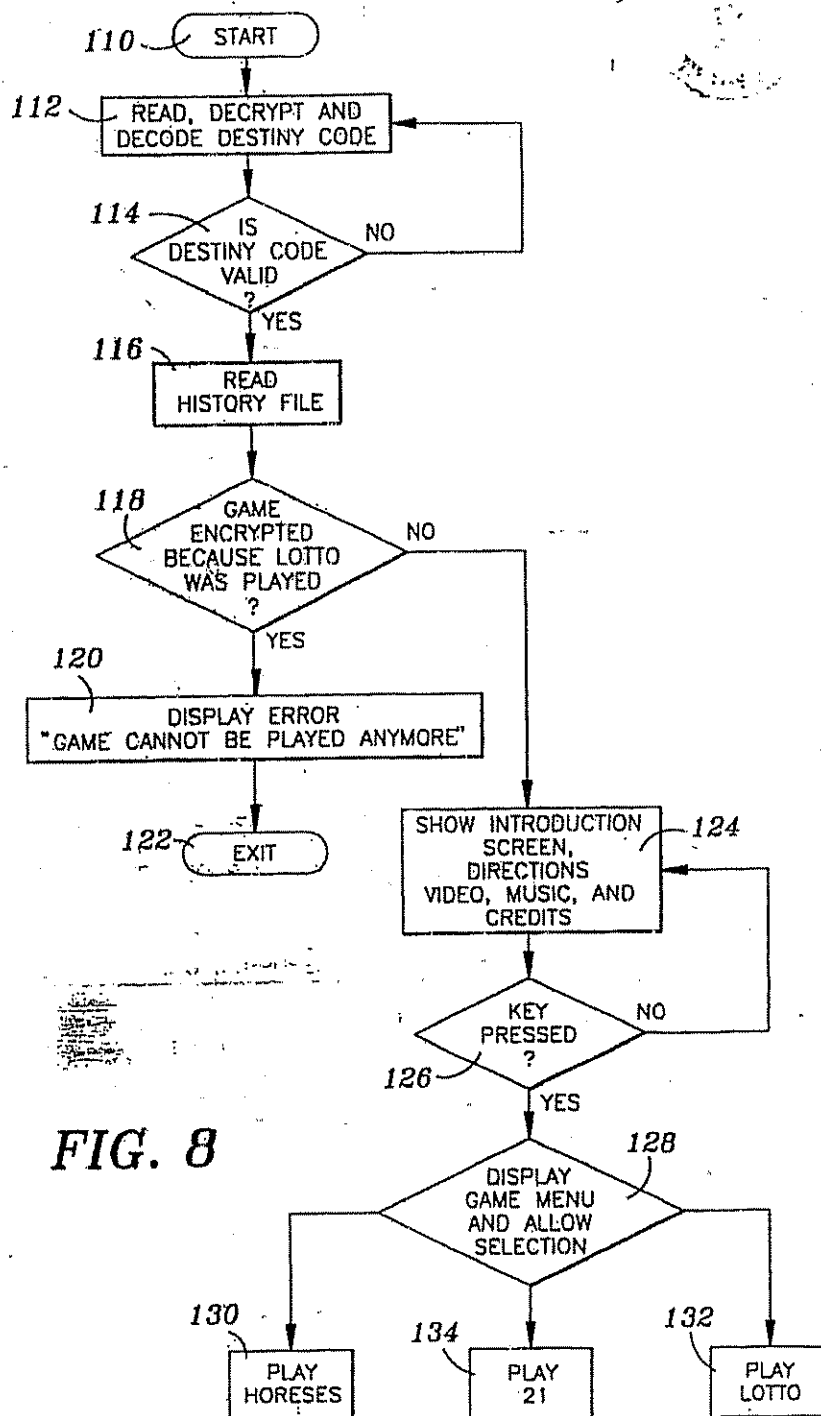 110
START
112
READ, DECRYPT AND
DECODE DESTINY CODE
114
IS
DESTINY CODE
VALID
?
NO
YES
116
READ
HISTORY FILE
118
GAME
ENCRYPTED
BECAUSE LOTTO
WAS PLAYED
?
NO
YES
120
DISPLAY ERROR
"GAME CANNOT BE PLAYED ANYMORE"
122
EXIT
SHOW INTRODUCTION
SCREEN,
DIRECTIONS
VIDEO, MUSIC, AND
CREDITS
124
KEY
PRESSED
?
NO
126
YES
FIG. 8
128
DISPLAY
GAME MENU
AND ALLOW
SELECTION
130
PLAY
HORESES
134
PLAY
21
132
PLAY
LOTTO